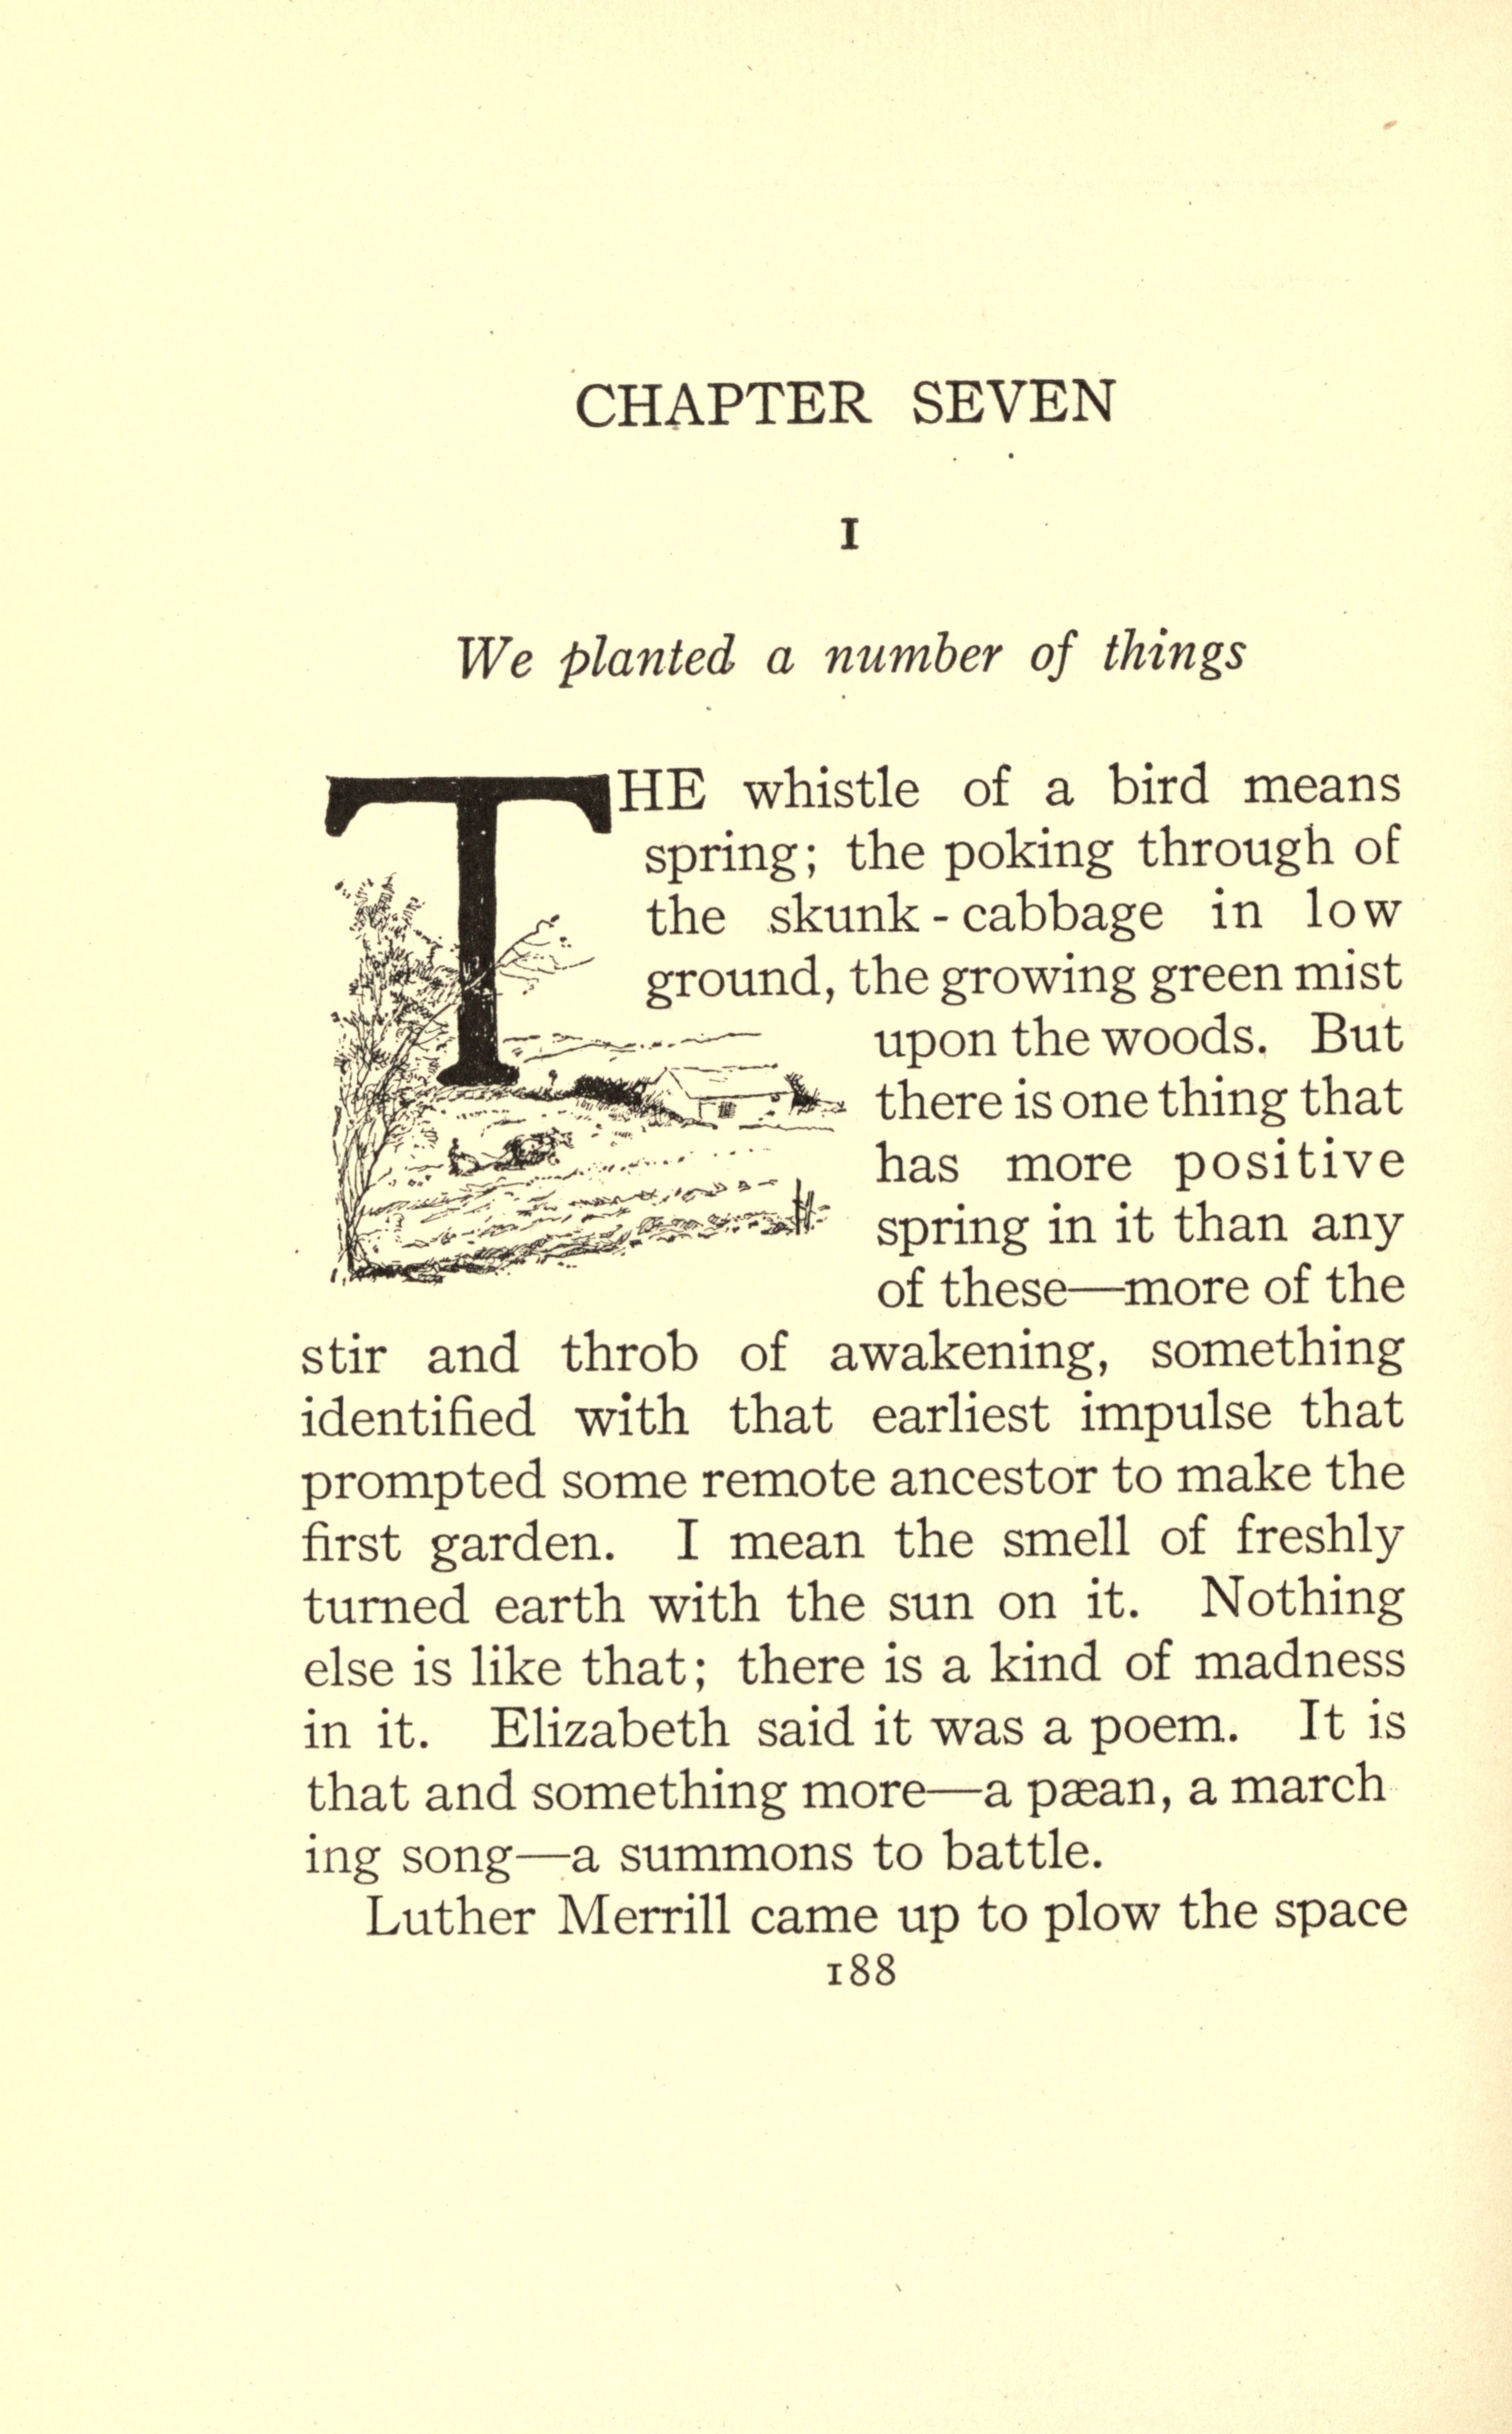 CHAPTER SEVEN
I
We planted a number of things
THE whistle of a bird means
spring; the poking through of
the skunk-cabbage in low
ground, the growing green mist
upon the woods. But
there is one thing that
has more positive
spring in it than any
of these—more of the
stir and throb of awakening, something
identified with that earliest impulse that
prompted some remote ancestor to make the
first garden. I mean the smell of freshly
turned earth with the sun on it. Nothing
else is like that; there is a kind of madness
in it. Elizabeth said it was a poem. It is
that and something more—a pæan, a march
ing song—a summons to battle.
Luther Merrill came up to plow the space
188